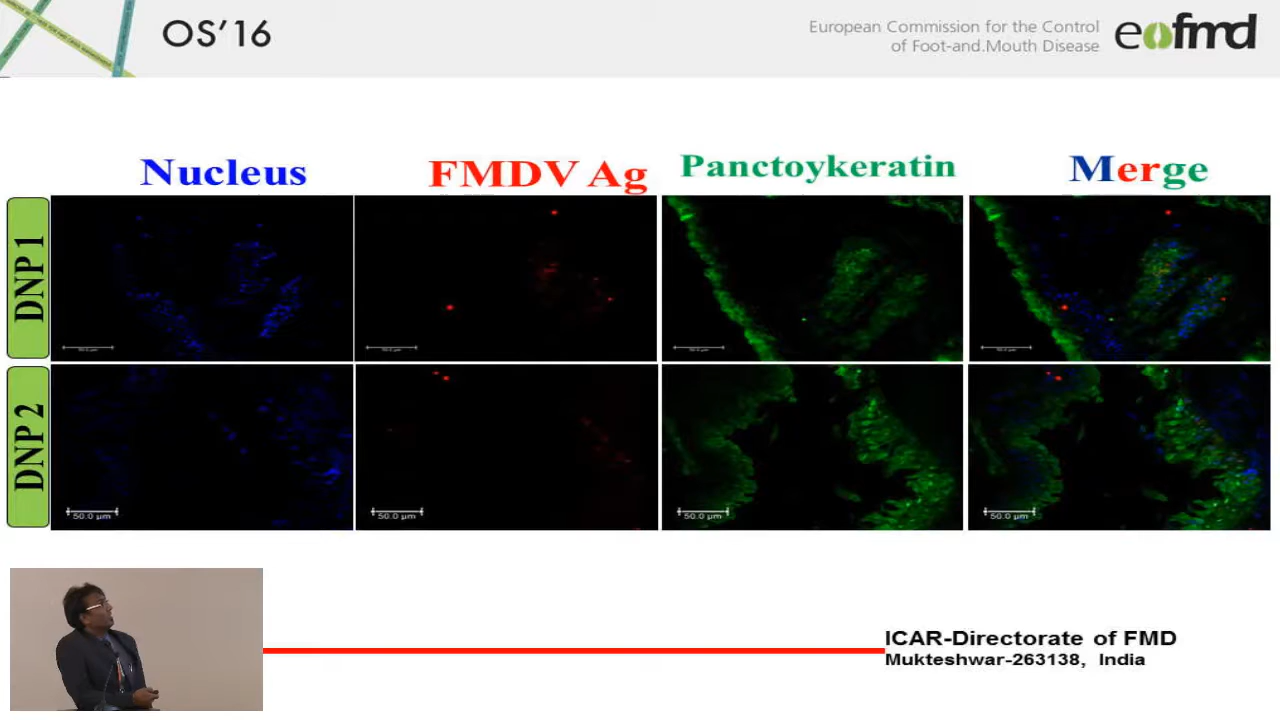 OS'16
European Commission for the Control
of Foot-and.Mouth Disease
eofmd
Nucleus
FMDV Ag
Panctoykeratin
Merge
DNP 1
DNP 2
50.0 µm
50.0 µm
50.0 µm
50.0 µm
ICAR-Directorate of FMD
Mukteshwar-263138, India